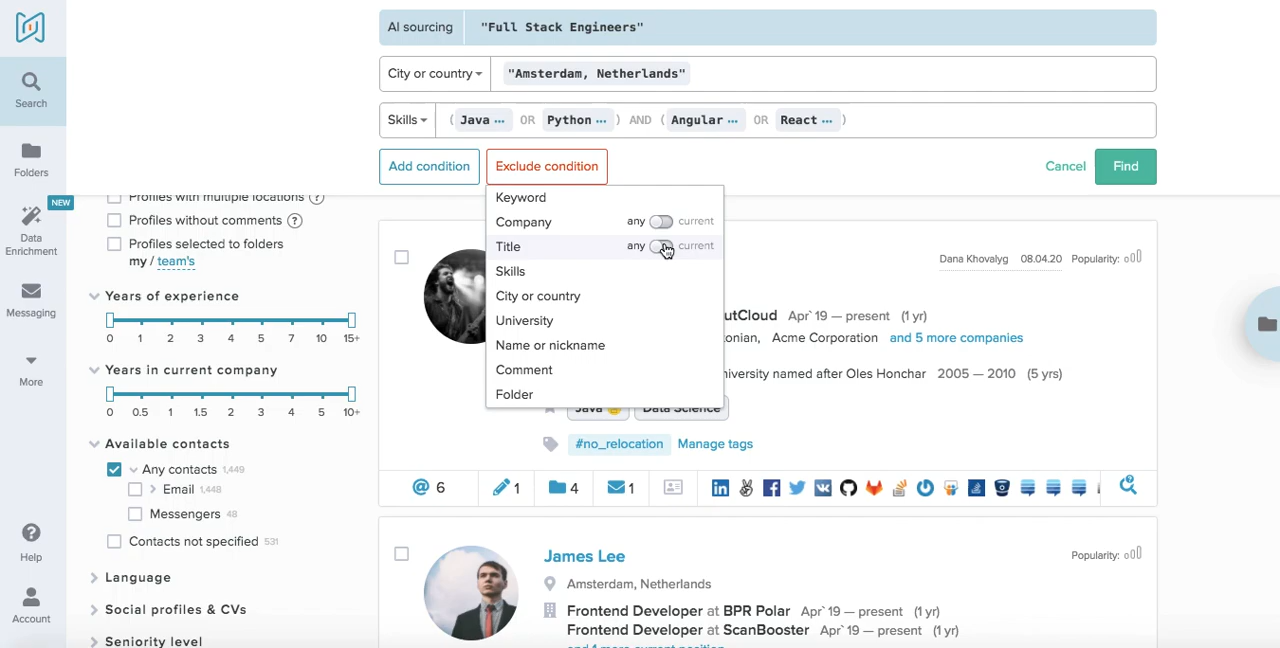 AI sourcing "Full Stack Engineers"
City or country "Amsterdam, Netherlands"
Skills ( Java ... OR Python ... ) AND ( Angular ... OR React ... )
Add condition Exclude condition Cancel Find
Search
Folders
NEW
Data
Enrichment
Messaging
More
Help
Account
Profiles with multiple locations ?
Profiles without comments ?
Profiles selected to folders
my / team's
Years of experience
0 1 2 3 4 5 7 10 15+
Years in current company
0 0.5 1 1.5 2 3 4 5 10+
Available contacts
Any contacts 1,449
Email 1,448
Messengers 48
Contacts not specified 531
Language
Social profiles & CVs
Seniority level
Keyword
Company any current
Title any current
Skills
City or country
University
Name or nickname
Comment
Folder
Dana Khovalyg 08.04.20 Popularity:
utCloud Apr`19 — present (1 yr)
onian, Acme Corporation and 5 more companies
niversity named after Oles Honchar 2005 — 2010 (5 yrs)
Java Data Science
#no_relocation Manage tags
@ 6 1 4 1
James Lee
Popularity:
Amsterdam, Netherlands
Frontend Developer at BPR Polar Apr`19 — present (1 yr)
Frontend Developer at ScanBooster Apr`19 — present (1 yr)
and 4 more current position